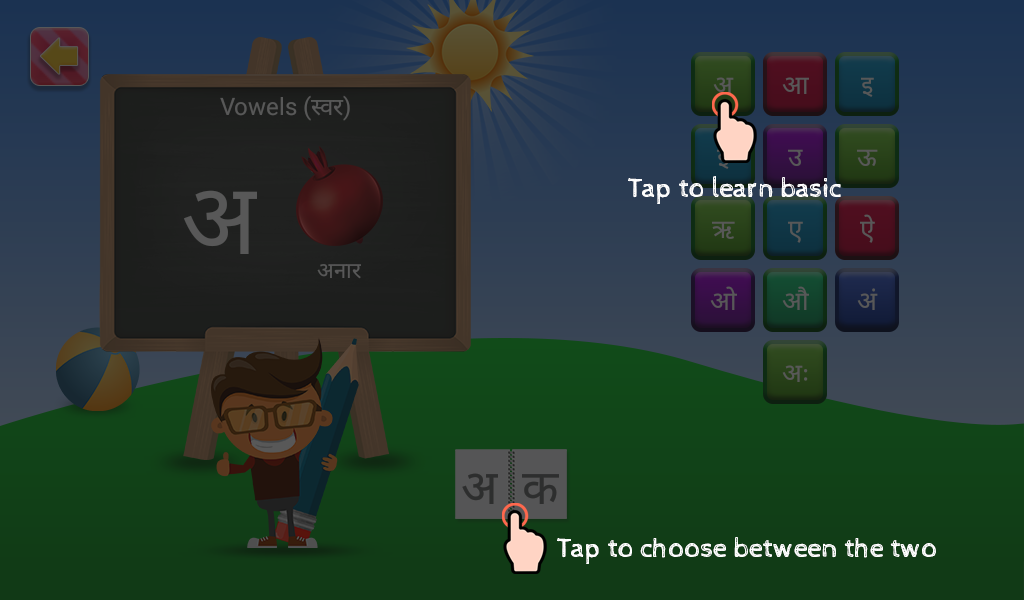 Vowels (स्वर)
अ
अनार
अ आ इ
उ ऊ
ऋ ए ऐ
ओ औ अं
अः
Tap to learn basic
अ क
Tap to choose between the two